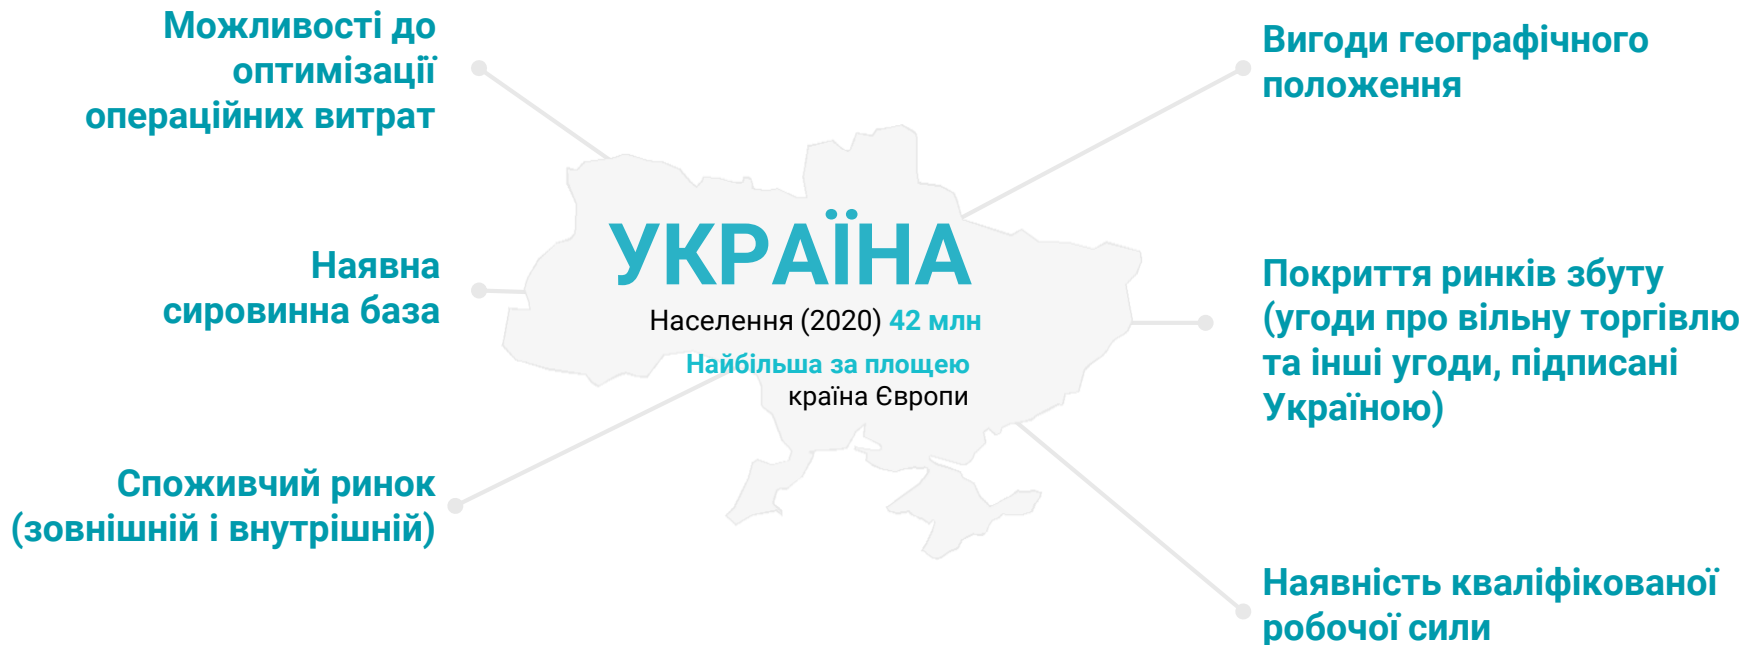 Можливості до
оптимізації
операційних витрат
Наявна
сировинна база
Споживчий ринок
(зовнішній і внутрішній)
УКРАЇНА
Населення (2020) 42 млн
Найбільша за площею
країна Європи
Вигоди географічного
положення
Покриття ринків збуту
(угоди про вільну торгівлю
та інші угоди, підписані
Україною)
Наявність кваліфікованої
робочої сили